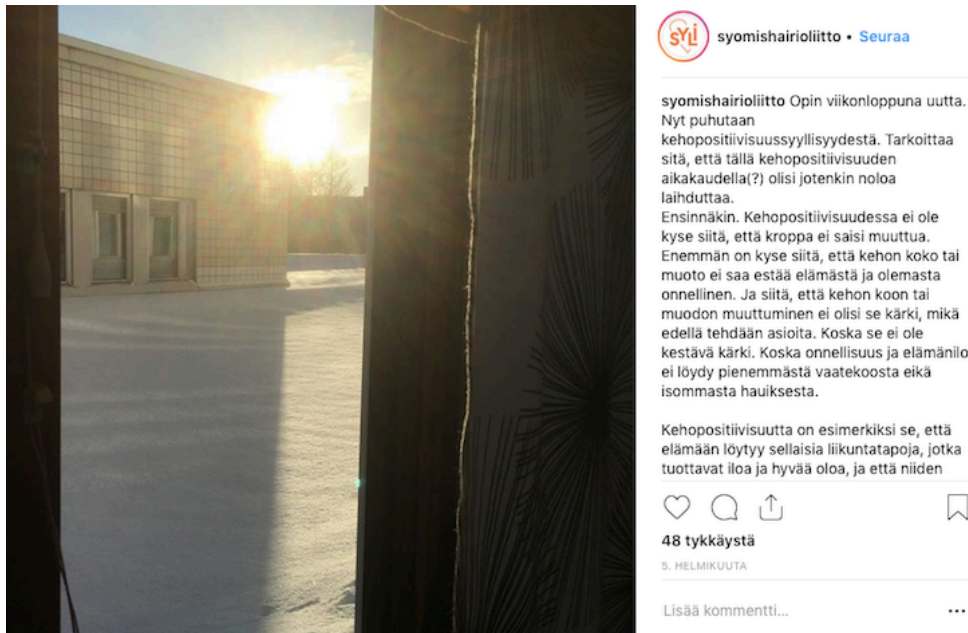 SYLI
syomishairioliitto • Seuraa
syomishairioliitto Opin viikonloppuna uutta.
Nyt puhutaan
kehopositiivisuussyyllisyydestä. Tarkoittaa
sitä, että tällä kehopositiivisuuden
aikakaudella(?) olisi jotenkin noloa
laihduttaa.
Ensinnäkin. Kehopositiivisuudessa ei ole
kyse siitä, että kroppa ei saisi muuttua.
Enemmän on kyse siitä, että kehon koko tai
muoto ei saa estää elämästä ja olemasta
onnellinen. Ja siitä, että kehon koon tai
muodon muuttuminen ei olisi se kärki, mikä
edellä tehdään asioita. Koska se ei ole
kestävä kärki. Koska onnellisuus ja elämänilo
ei löydy pienemmästä vaatekoosta eikä
isommasta hauiksesta.
Kehopositiivisuutta on esimerkiksi se, että
elämään löytyy sellaisia liikuntatapoja, jotka
tuottavat iloa ja hyvää oloa, ja että niiden
48 tykkäystä
5. HELMIKUUTA
Lisää kommentti...